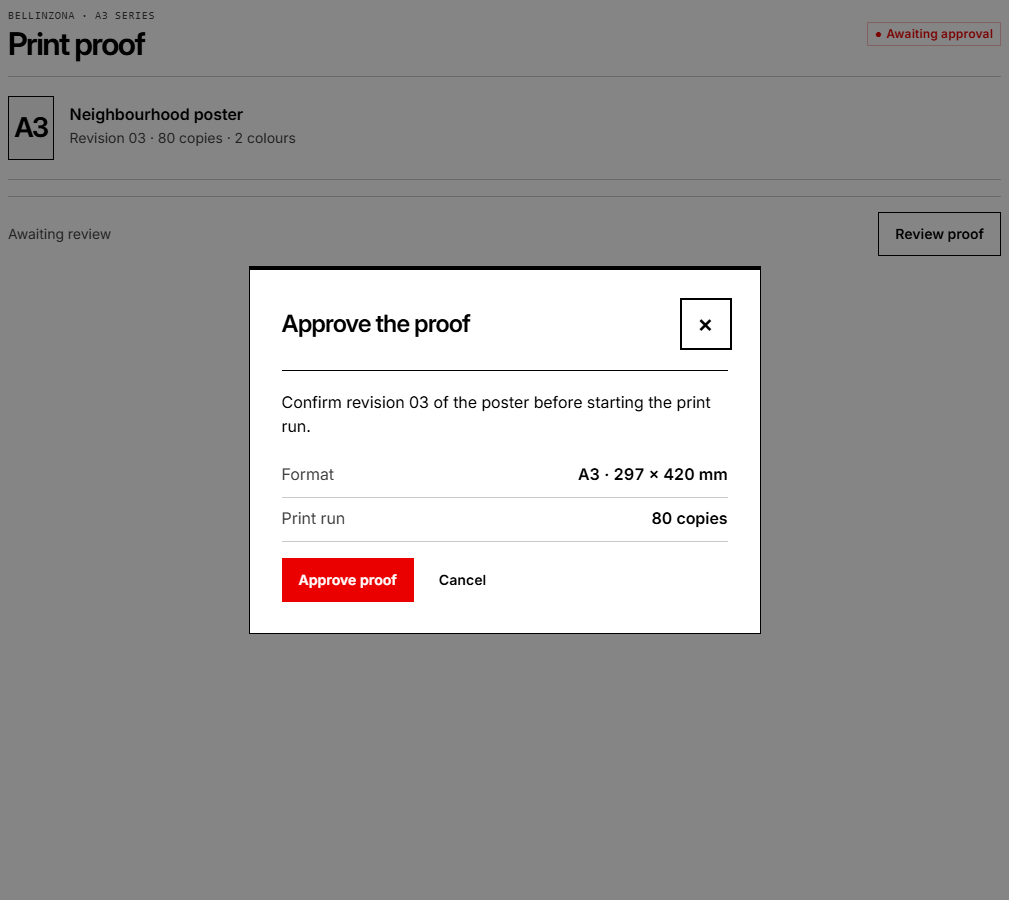 BELLINZONA · A3 SERIES
Print proof
● Awaiting approval
A3
Neighbourhood poster
Revision 03 · 80 copies · 2 colours
Awaiting review
Review proof
Approve the proof
×
Confirm revision 03 of the poster before starting the print
run.
Format
A3 · 297 × 420 mm
Print run
80 copies
Approve proof
Cancel